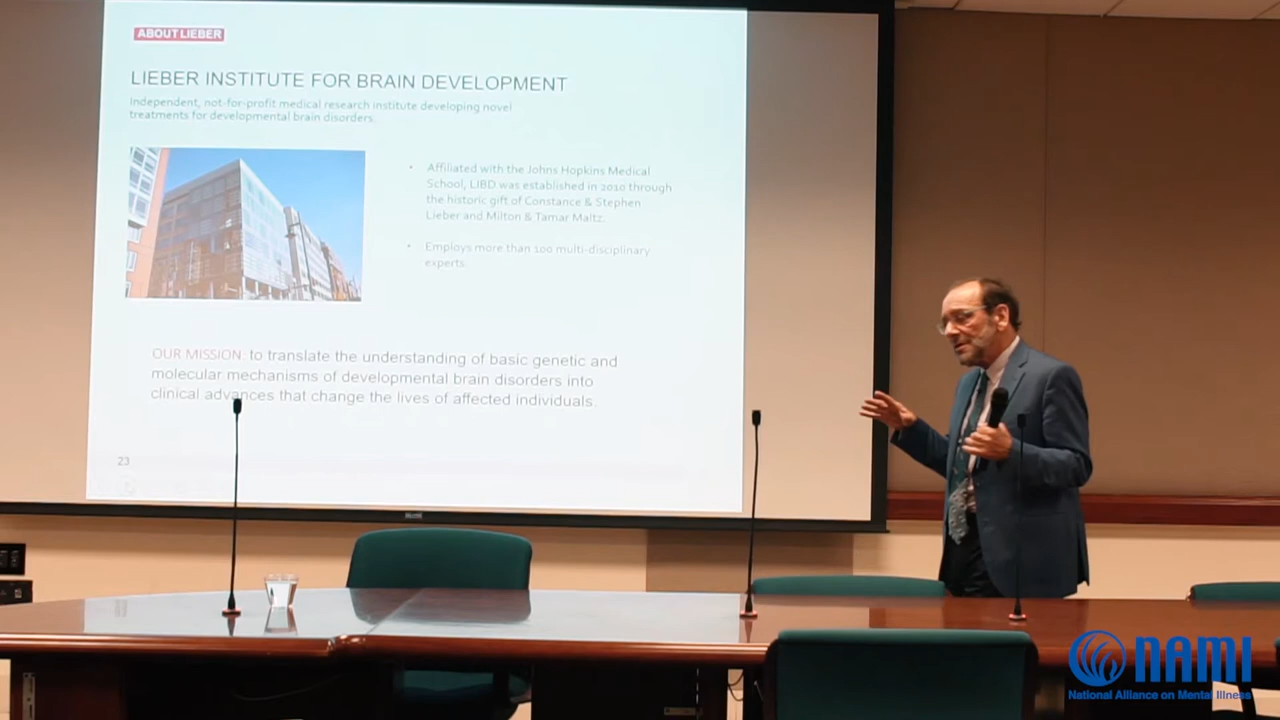 ABOUT LIEBER
LIEBER INSTITUTE FOR BRAIN DEVELOPMENT
Independent, not-for-profit medical research institute developing novel
treatments for developmental brain disorders.
• Affiliated with the Johns Hopkins Medical
School, LIBD was established in 2010 through
the historic gift of Constance & Stephen
Lieber and Milton & Tamar Maltz.
• Employs more than 100 multi-disciplinary
experts.
OUR MISSION: to translate the understanding of basic genetic and
molecular mechanisms of developmental brain disorders into
clinical advances that change the lives of affected individuals.
23
NAMI
National Alliance on Mental Illness